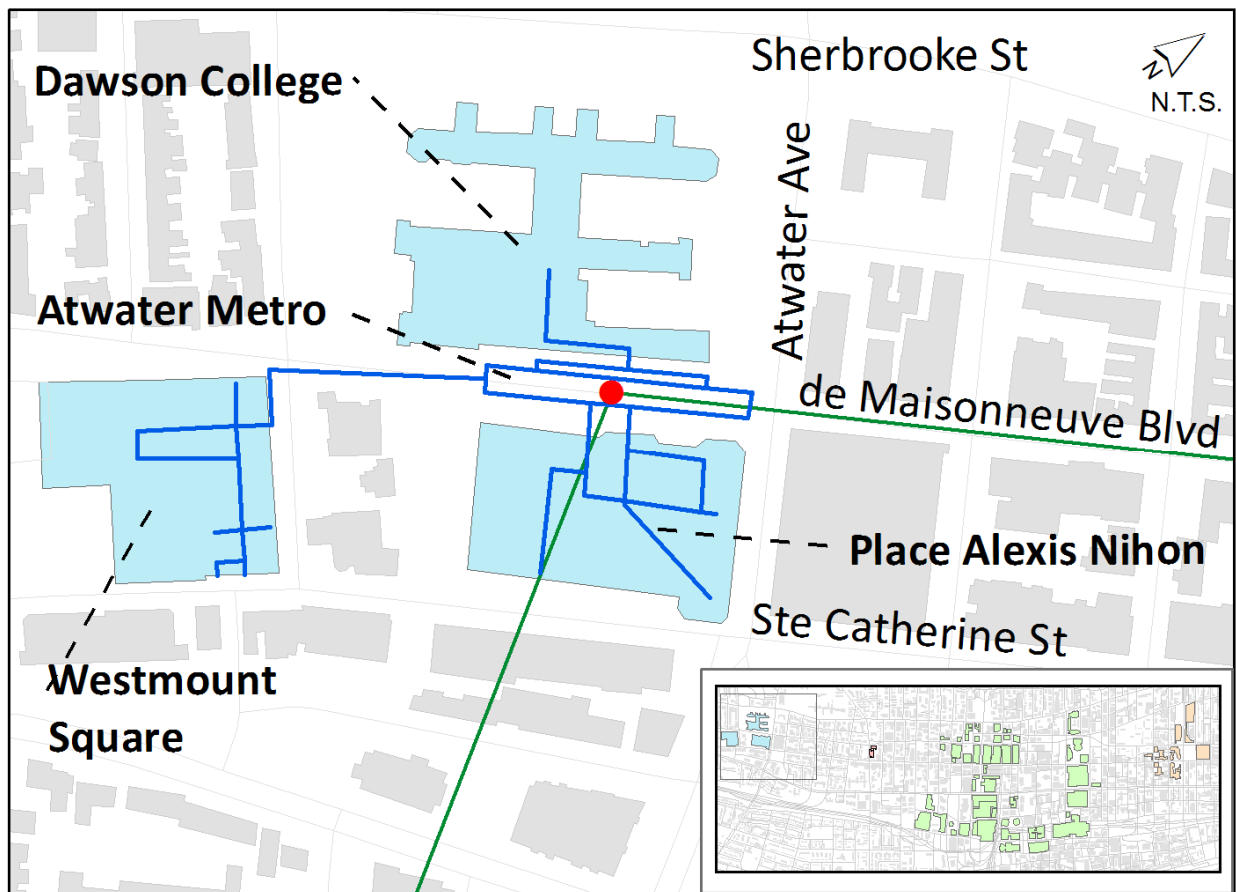 Sherbrooke St
N
N.T.S.
Dawson College
Atwater Ave
Atwater Metro
de Maisonneuve Blvd
Place Alexis Nihon
Ste Catherine St
Westmount
Square